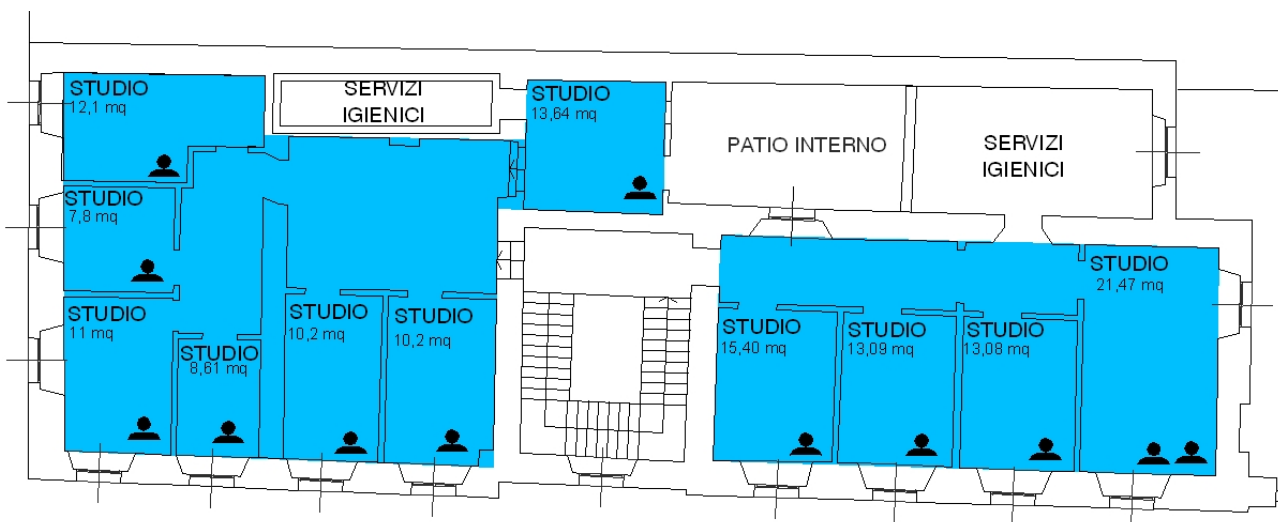 STUDIO
12,1 mq
SERVIZI
IGIENICI
STUDIO
13,64 mq
PATIO INTERNO
SERVIZI
IGIENICI
STUDIO
7,8 mq
STUDIO
21,47 mq
STUDIO
11 mq
STUDIO
8,61 mq
STUDIO
10,2 mq
STUDIO
10,2 mq
STUDIO
15,40 mq
STUDIO
13,09 mq
STUDIO
13,08 mq